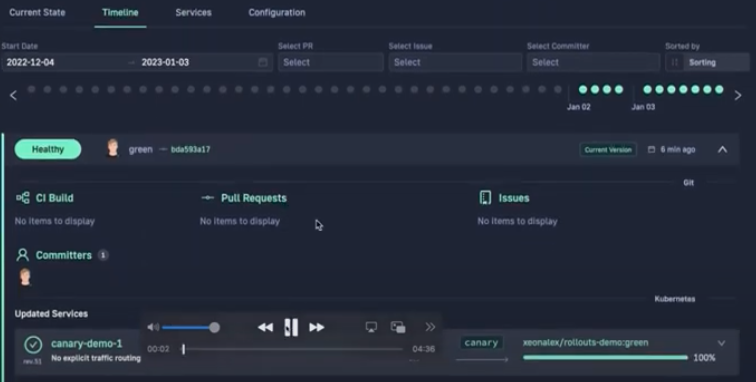 Current State Timeline Services Configuration
Start Date Select PR Select Issue Select Committer Sorted by
2022-12-04 → 2023-01-03 Select Select Select Sorting
Jan 02 Jan 03
Healthy green bda593a17 Current Version 6 min ago
Git
CI Build Pull Requests Issues
No items to display No items to display No items to display
Committers 1
Kubernetes
Updated Services
canary-demo-1 canary xeonalex/rollouts-demo:green
rev.51 No explicit traffic routing 100%
00:02 04:36